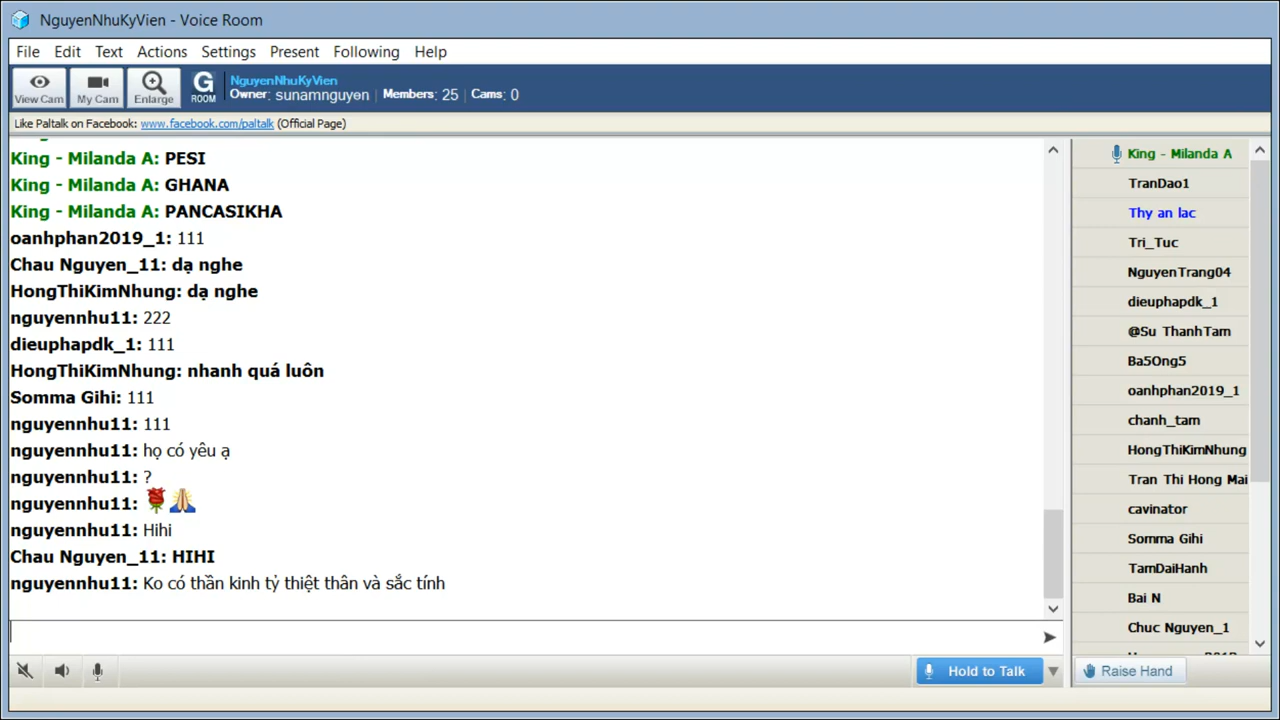 NguyenNhuKyVien - Voice Room
File Edit Text Actions Settings Present Following Help
View Cam My Cam Enlarge G ROOM
NguyenNhuKyVien
Owner: sunamnguyen | Members: 25 | Cams: 0
Like Paltalk on Facebook: www.facebook.com/paltalk (Official Page)
King - Milanda A: PESI
King - Milanda A: GHANA
King - Milanda A: PANCASIKHA
oanhphan2019_1: 111
Chau Nguyen_11: dạ nghe
HongThiKimNhung: dạ nghe
nguyennhu11: 222
dieuphapdk_1: 111
HongThiKimNhung: nhanh quá luôn
Somma Gihi: 111
nguyennhu11: 111
nguyennhu11: họ có yêu ạ
nguyennhu11: ?
nguyennhu11:
nguyennhu11: Hihi
Chau Nguyen_11: HIHI
nguyennhu11: Ko có thần kinh tỷ thiệt thân và sắc tính
King - Milanda A
TranDao1
Thy an lac
Tri_Tuc
NguyenTrang04
dieuphapdk_1
@Su ThanhTam
Ba5Ong5
oanhphan2019_1
chanh_tam
HongThiKimNhung
Tran Thi Hong Mai
cavinator
Somma Gihi
TamDaiHanh
Bai N
Chuc Nguyen_1
Hold to Talk
Raise Hand